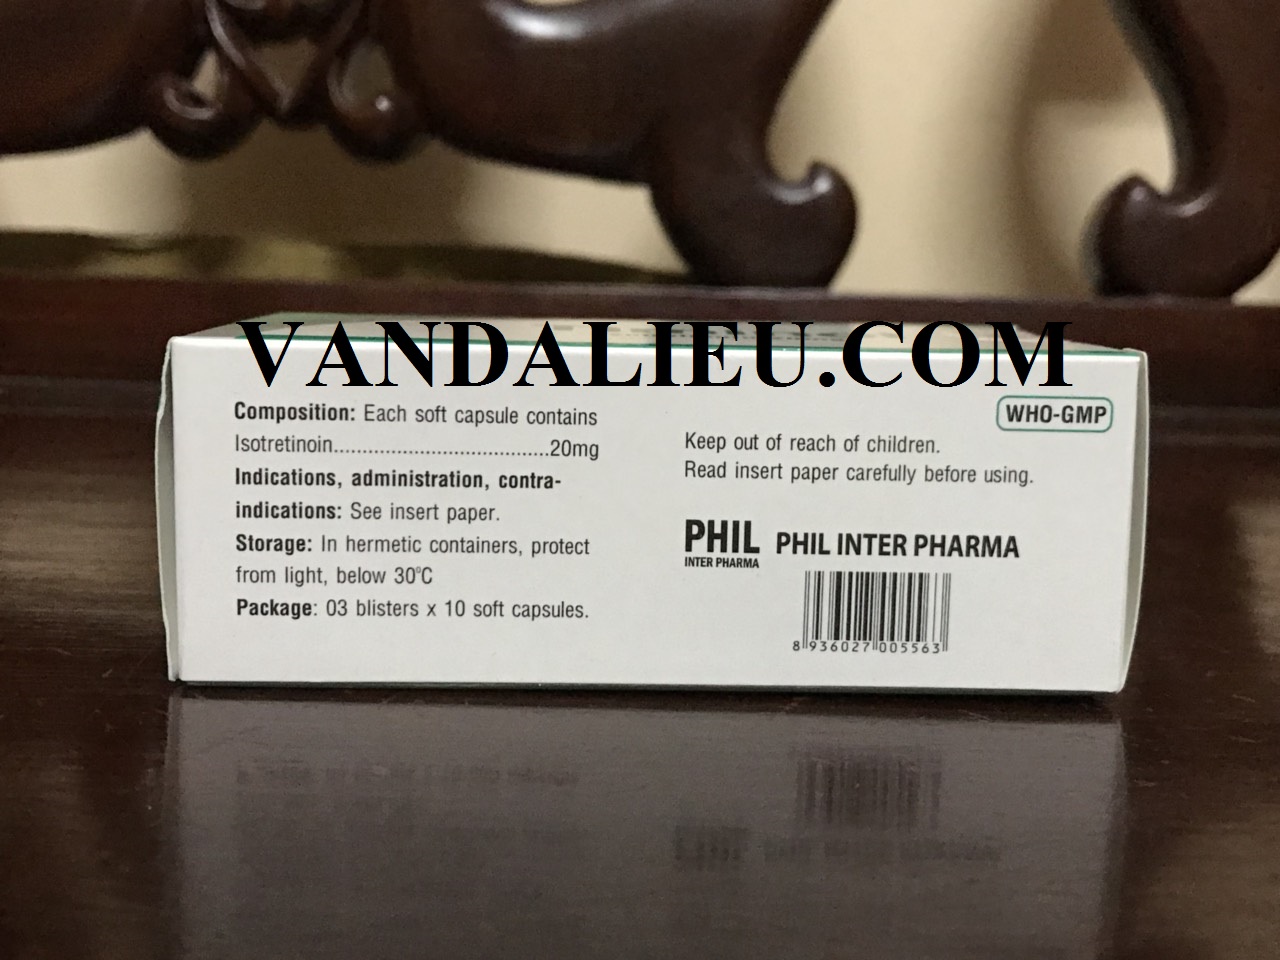 VANDALIEU.COM
Composition: Each soft capsule contains
Isotretinoin.....................................20mg
Indications, administration, contra-
indications: See insert paper.
Storage: In hermetic containers, protect
from light, below 30°C
Package: 03 blisters x 10 soft capsules.
WHO-GMP
Keep out of reach of children.
Read insert paper carefully before using.
PHIL
INTER PHARMA
PHIL INTER PHARMA
8 936027 005563